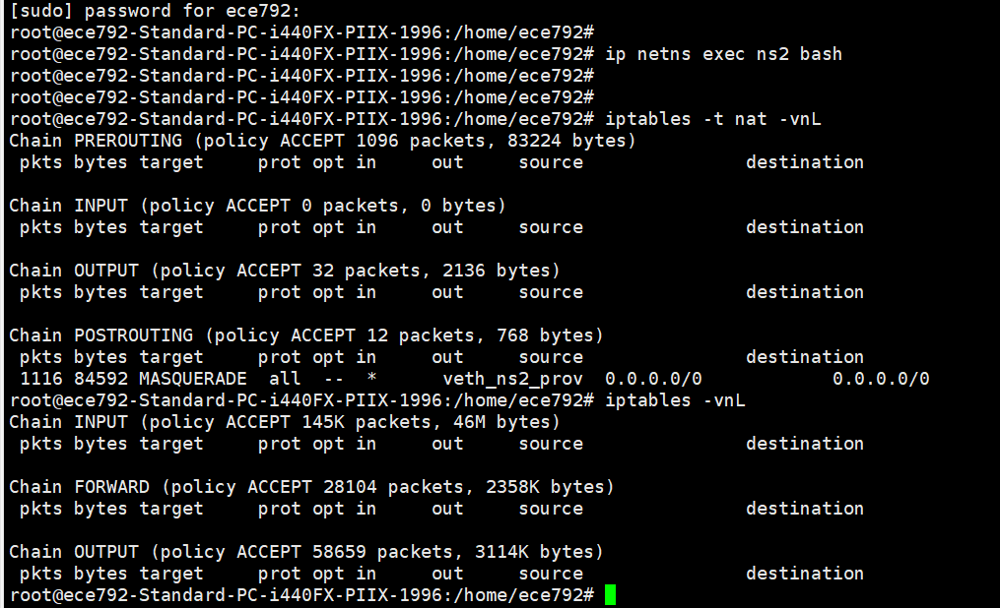 [sudo] password for ece792:
root@ece792-Standard-PC-i440FX-PIIX-1996:/home/ece792#
root@ece792-Standard-PC-i440FX-PIIX-1996:/home/ece792# ip netns exec ns2 bash
root@ece792-Standard-PC-i440FX-PIIX-1996:/home/ece792#
root@ece792-Standard-PC-i440FX-PIIX-1996:/home/ece792#
root@ece792-Standard-PC-i440FX-PIIX-1996:/home/ece792# iptables -t nat -vnL
Chain PREROUTING (policy ACCEPT 1096 packets, 83224 bytes)
 pkts bytes target     prot opt in     out     source               destination

Chain INPUT (policy ACCEPT 0 packets, 0 bytes)
 pkts bytes target     prot opt in     out     source               destination

Chain OUTPUT (policy ACCEPT 32 packets, 2136 bytes)
 pkts bytes target     prot opt in     out     source               destination

Chain POSTROUTING (policy ACCEPT 12 packets, 768 bytes)
 pkts bytes target     prot opt in     out     source               destination
 1116 84592 MASQUERADE  all  --  *      veth_ns2_prov  0.0.0.0/0            0.0.0.0/0
root@ece792-Standard-PC-i440FX-PIIX-1996:/home/ece792# iptables -vnL
Chain INPUT (policy ACCEPT 145K packets, 46M bytes)
 pkts bytes target     prot opt in     out     source               destination

Chain FORWARD (policy ACCEPT 28104 packets, 2358K bytes)
 pkts bytes target     prot opt in     out     source               destination

Chain OUTPUT (policy ACCEPT 58659 packets, 3114K bytes)
 pkts bytes target     prot opt in     out     source               destination
root@ece792-Standard-PC-i440FX-PIIX-1996:/home/ece792#